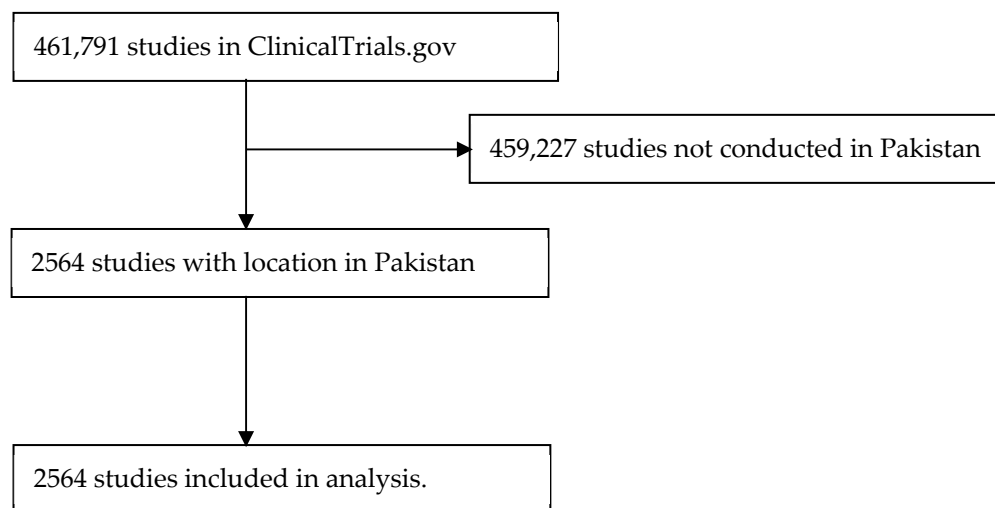 461,791 studies in ClinicalTrials.gov
459,227 studies not conducted in Pakistan
2564 studies with location in Pakistan
2564 studies included in analysis.